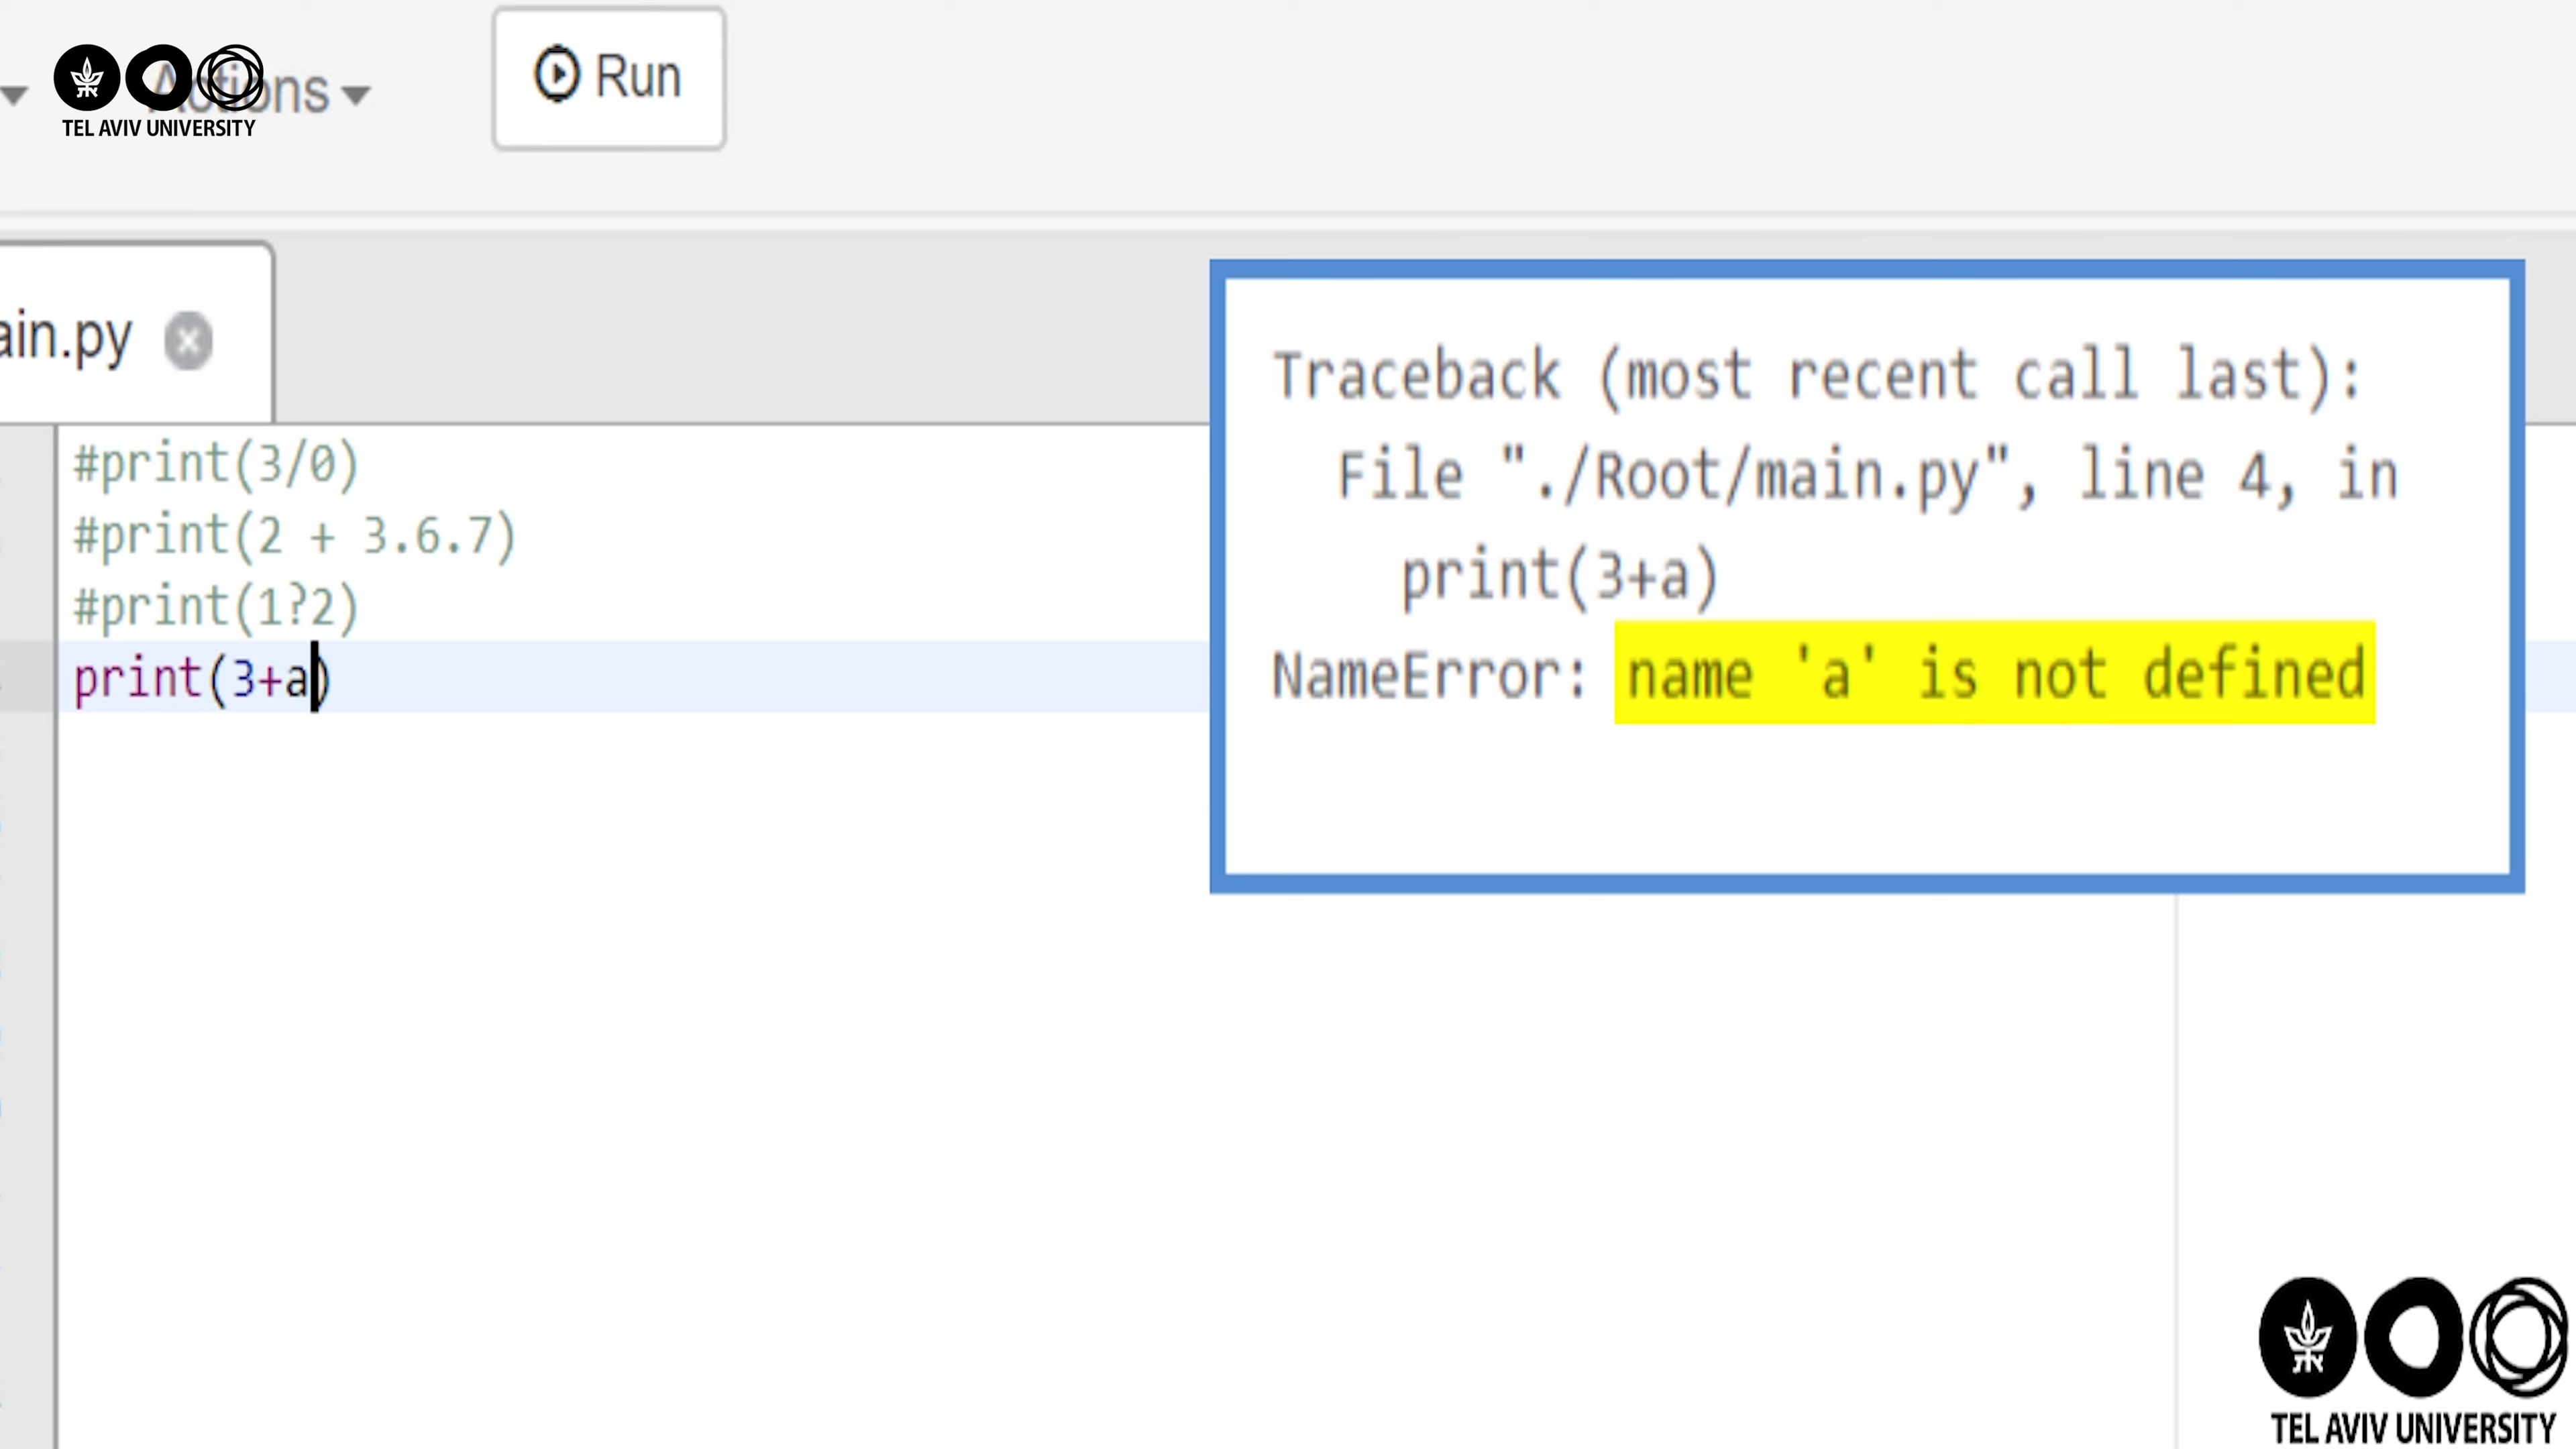 Actions
TEL AVIV UNIVERSITY
Run
ain.py
#print(3/0)
#print(2 + 3.6.7)
#print(1?2)
print(3+a)
Traceback (most recent call last):
File "./Root/main.py", line 4, in
print(3+a)
NameError: name 'a' is not defined
TEL AVIV UNIVERSITY